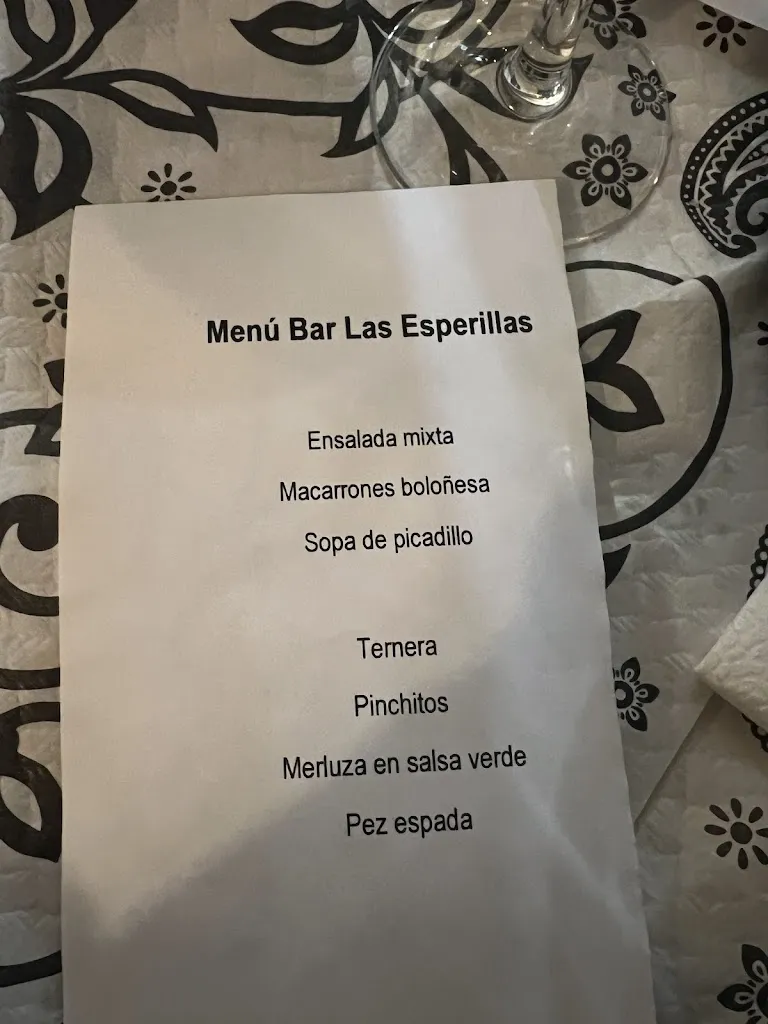 Menú Bar Las Esperillas
Ensalada mixta
Macarrones boloñesa
Sopa de picadillo
Ternera
Pinchitos
Merluza en salsa verde
Pez espada